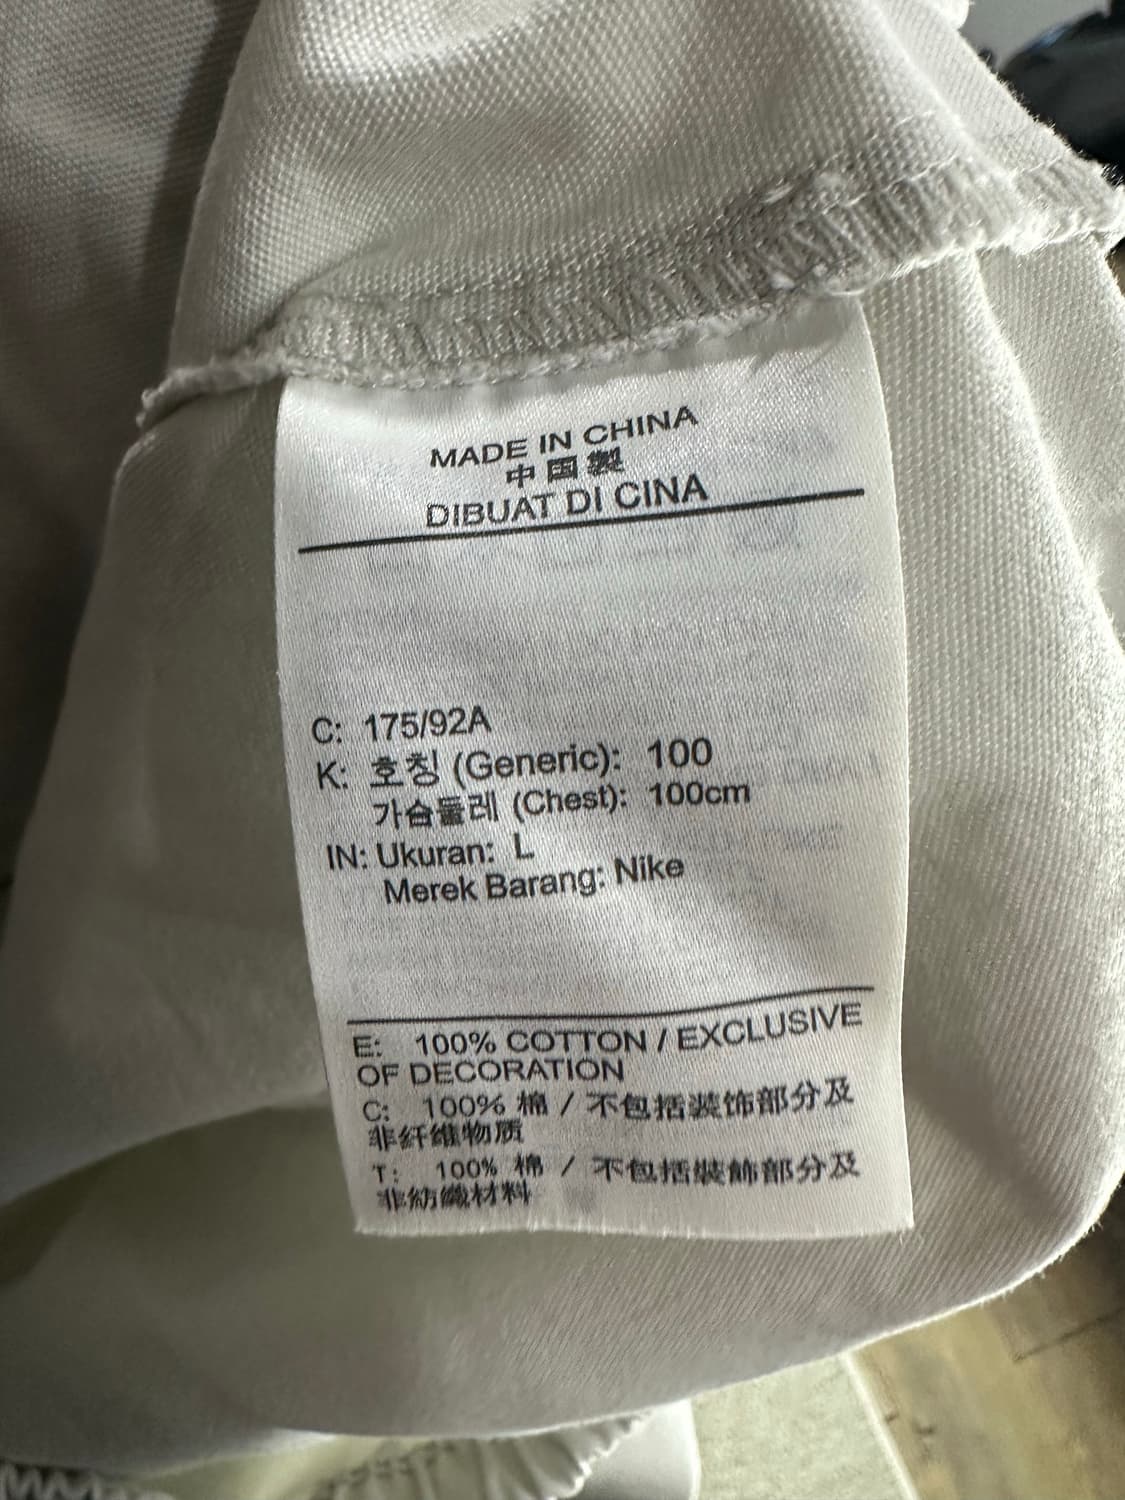 MADE IN CHINA
中国製
DIBUAT DI CINA
C: 175/92A
K: 호칭 (Generic): 100
가슴둘레 (Chest): 100cm
IN: Ukuran: L
Merek Barang: Nike
E: 100% COTTON / EXCLUSIVE
OF DECORATION
C: 100% 棉 / 不包括装饰部分及
非纤维物质
T: 100% 棉 / 不包括裝飾部分及
非紡織材料